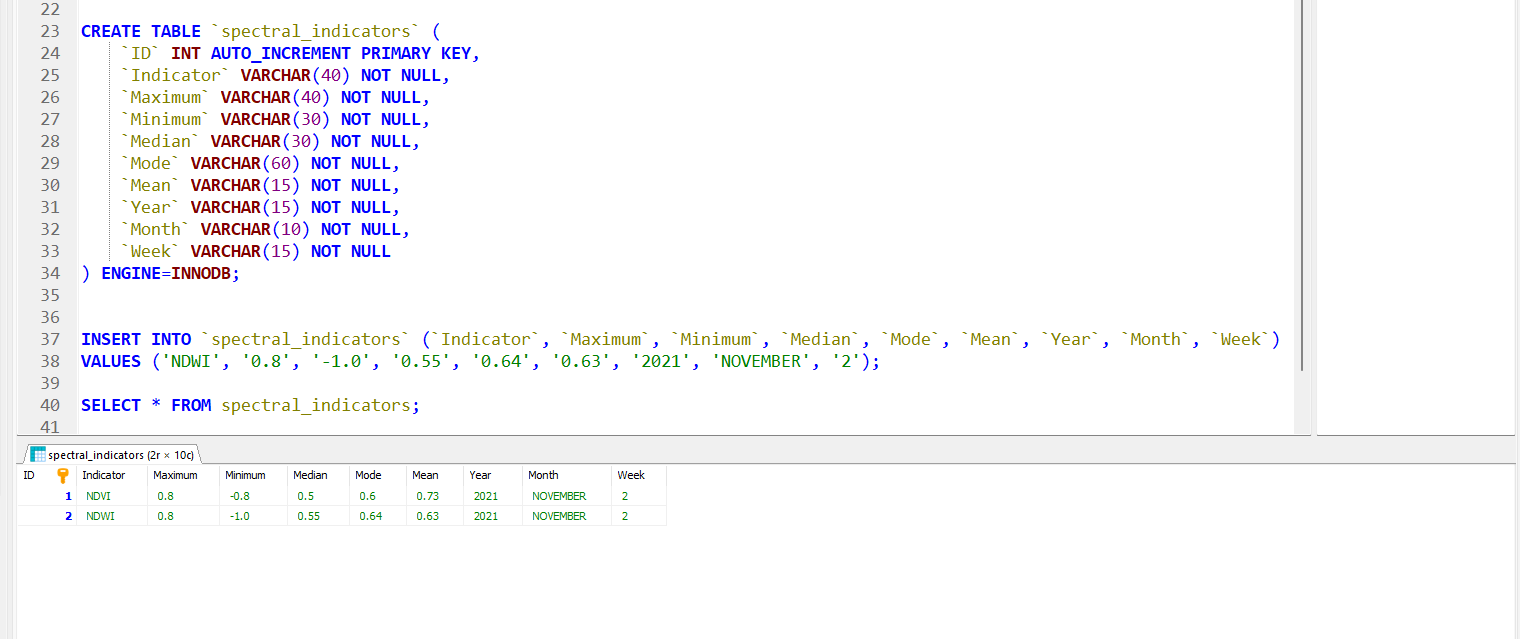 22
23 CREATE TABLE `spectral_indicators` (
24 `ID` INT AUTO_INCREMENT PRIMARY KEY,
25 `Indicator` VARCHAR(40) NOT NULL,
26 `Maximum` VARCHAR(40) NOT NULL,
27 `Minimum` VARCHAR(30) NOT NULL,
28 `Median` VARCHAR(30) NOT NULL,
29 `Mode` VARCHAR(60) NOT NULL,
30 `Mean` VARCHAR(15) NOT NULL,
31 `Year` VARCHAR(15) NOT NULL,
32 `Month` VARCHAR(10) NOT NULL,
33 `Week` VARCHAR(15) NOT NULL
34 ) ENGINE=INNODB;
35
36
37 INSERT INTO `spectral_indicators` (`Indicator`, `Maximum`, `Minimum`, `Median`, `Mode`, `Mean`, `Year`, `Month`, `Week`)
38 VALUES ('NDWI', '0.8', '-1.0', '0.55', '0.64', '0.63', '2021', 'NOVEMBER', '2');
39
40 SELECT * FROM spectral_indicators;
41
spectral_indicators (2r × 10c)
ID Indicator Maximum Minimum Median Mode Mean Year Month Week
1 NDVI 0.8 -0.8 0.5 0.6 0.73 2021 NOVEMBER 2
2 NDWI 0.8 -1.0 0.55 0.64 0.63 2021 NOVEMBER 2